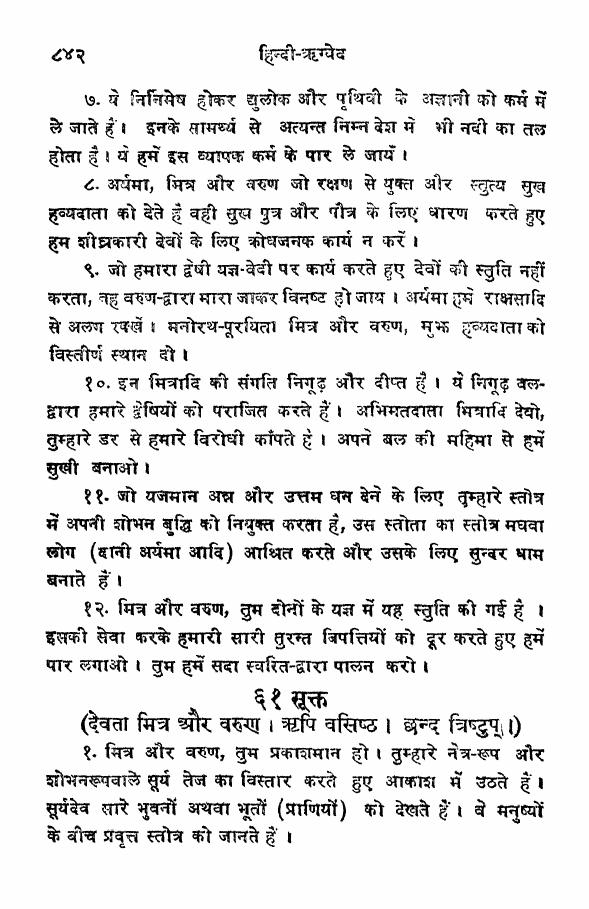 ८४२ हिन्दी-ऋग्वेद
७. ये निर्निमेष होकर द्युलोक और पृथिवी के अज्ञानी को कर्म में
ले जाते हैं। इनके सामर्थ्य से अत्यन्त निम्न देश में भी नदी का तल
होता है। ये हमें इस व्यापक कर्म के पार ले जायँ।
८. अर्यमा, मित्र और वरुण जो रक्षण से युक्त और स्तुत्य सुख
हव्यदाता को देते हैं वही सुख पुत्र और पौत्र के लिए धारण करते हुए
हम शीघ्रकारी देवों के लिए क्रोधजनक कार्य न करें।
९. जो हमारा द्वेषी यज्ञ-वेदी पर कार्य करते हुए देवों की स्तुति नहीं
करता, वह वरुण-द्वारा मारा जाकर विनष्ट हो जाय। अर्यमा हमें राक्षसादि
से अलग रक्खें। मनोरथ-पूरयिता मित्र और वरुण, मुझ हव्यदाता को
विस्तीर्ण स्थान दो।
१०. इन मित्रादि की संगति निगूढ़ और दीप्त है। ये निगूढ़ बल-
द्वारा हमारे द्वेषियों को पराजित करते हैं। अभिमतदाता मित्रादि देवो,
तुम्हारे डर से हमारे विरोधी काँपते हैं। अपने बल की महिमा से हमें
सुखी बनाओ।
११. जो यजमान अन्न और उत्तम धन देने के लिए तुम्हारे स्तोत्र
में अपनी शोभन बुद्धि को नियुक्त करता है, उस स्तोता का स्तोत्र मघवा
लोग (दानी अर्यमा आदि) आश्रित करते और उसके लिए सुन्दर धाम
बनाते हैं।
१२. मित्र और वरुण, तुम दोनों के यज्ञ में यह स्तुति की गई है ।
इसकी सेवा करके हमारी सारी दुरन्त विपत्तियों को दूर करते हुए हमें
पार लगाओ। तुम हमें सदा स्वस्ति-द्वारा पालन करो।
६१ सूक्त
(देवता मित्र और वरुण। ऋषि वसिष्ठ। छन्द त्रिष्टुप्।)
१. मित्र और वरुण, तुम प्रकाशमान हो। तुम्हारे नेत्र-रूप और
शोभनरूपवाले सूर्य तेज का विस्तार करते हुए आकाश में उठते हैं।
सूर्यदेव सारे भुवनों अथवा भूतों (प्राणियों) को देखते हैं। वे मनुष्यों
के बीच प्रवृत्त स्तोत्र को जानते हैं ।